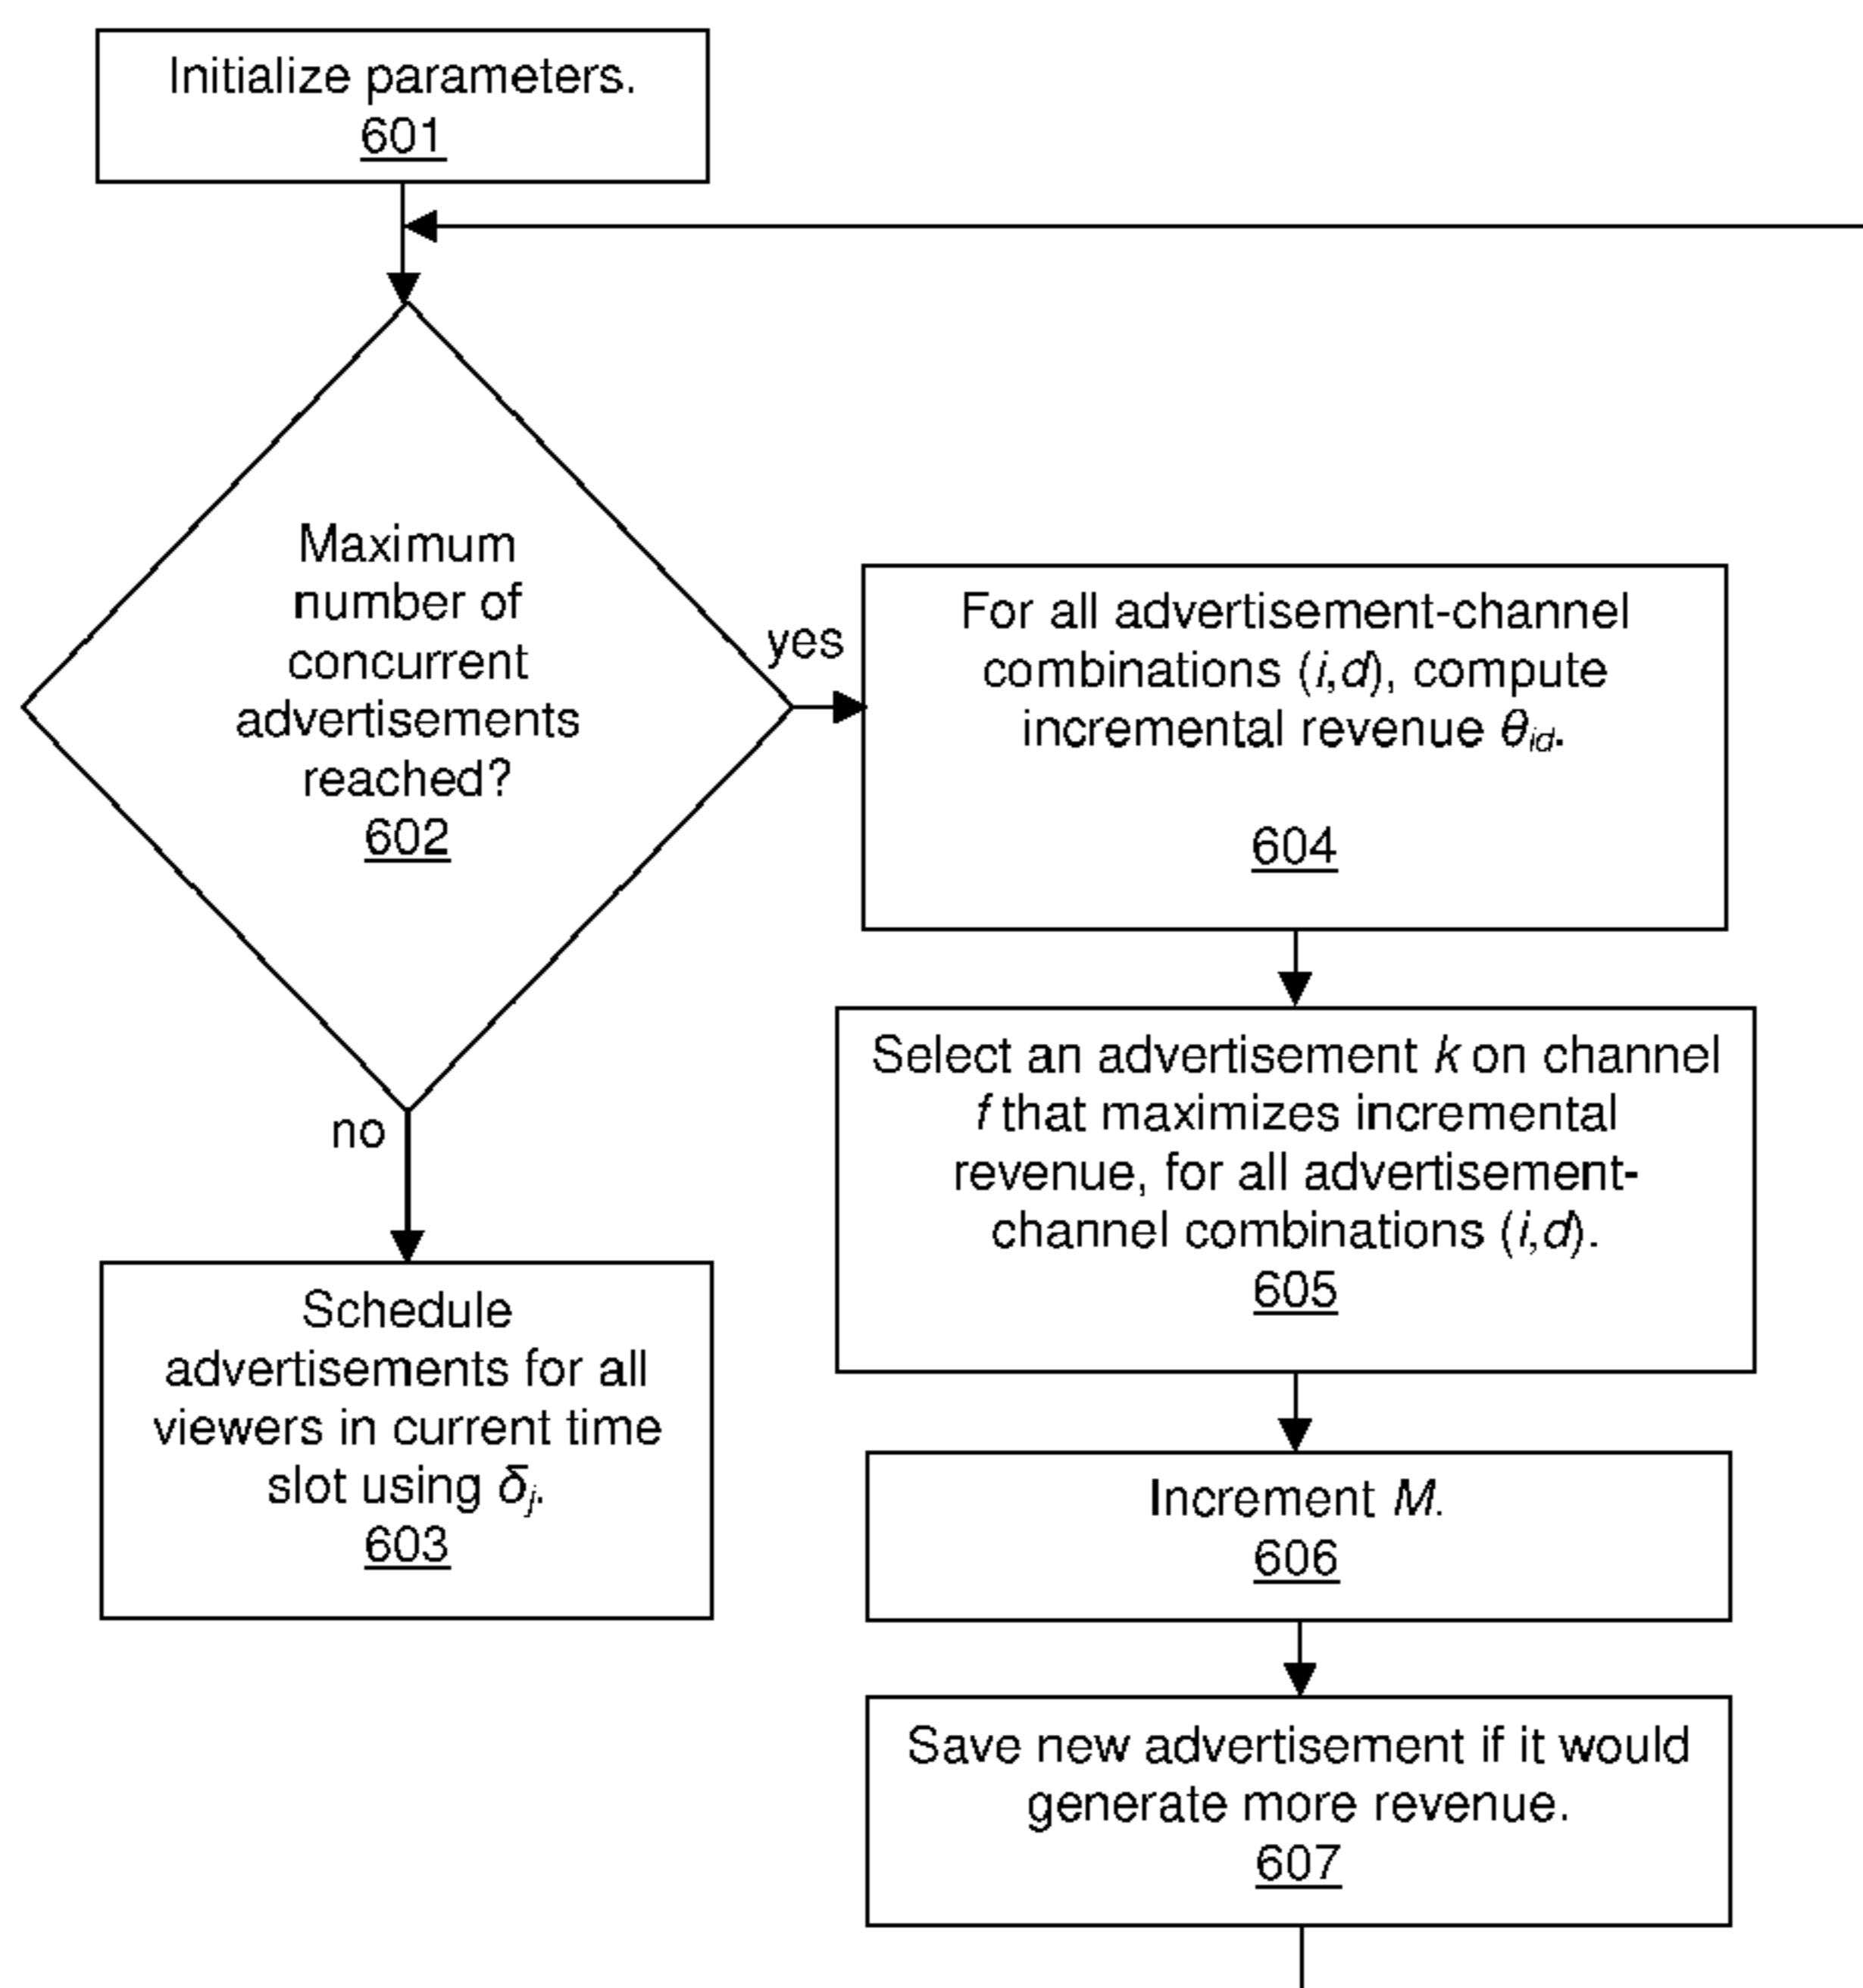 Initialize parameters.
601
Maximum
number of
concurrent
advertisements
reached?
602
yes
no
Schedule
advertisements for all
viewers in current time
slot using δj.
603
For all advertisement-channel
combinations (i,d), compute
incremental revenue θid.
604
Select an advertisement k on channel
f that maximizes incremental
revenue, for all advertisement-
channel combinations (i,d).
605
Increment M.
606
Save new advertisement if it would
generate more revenue.
607